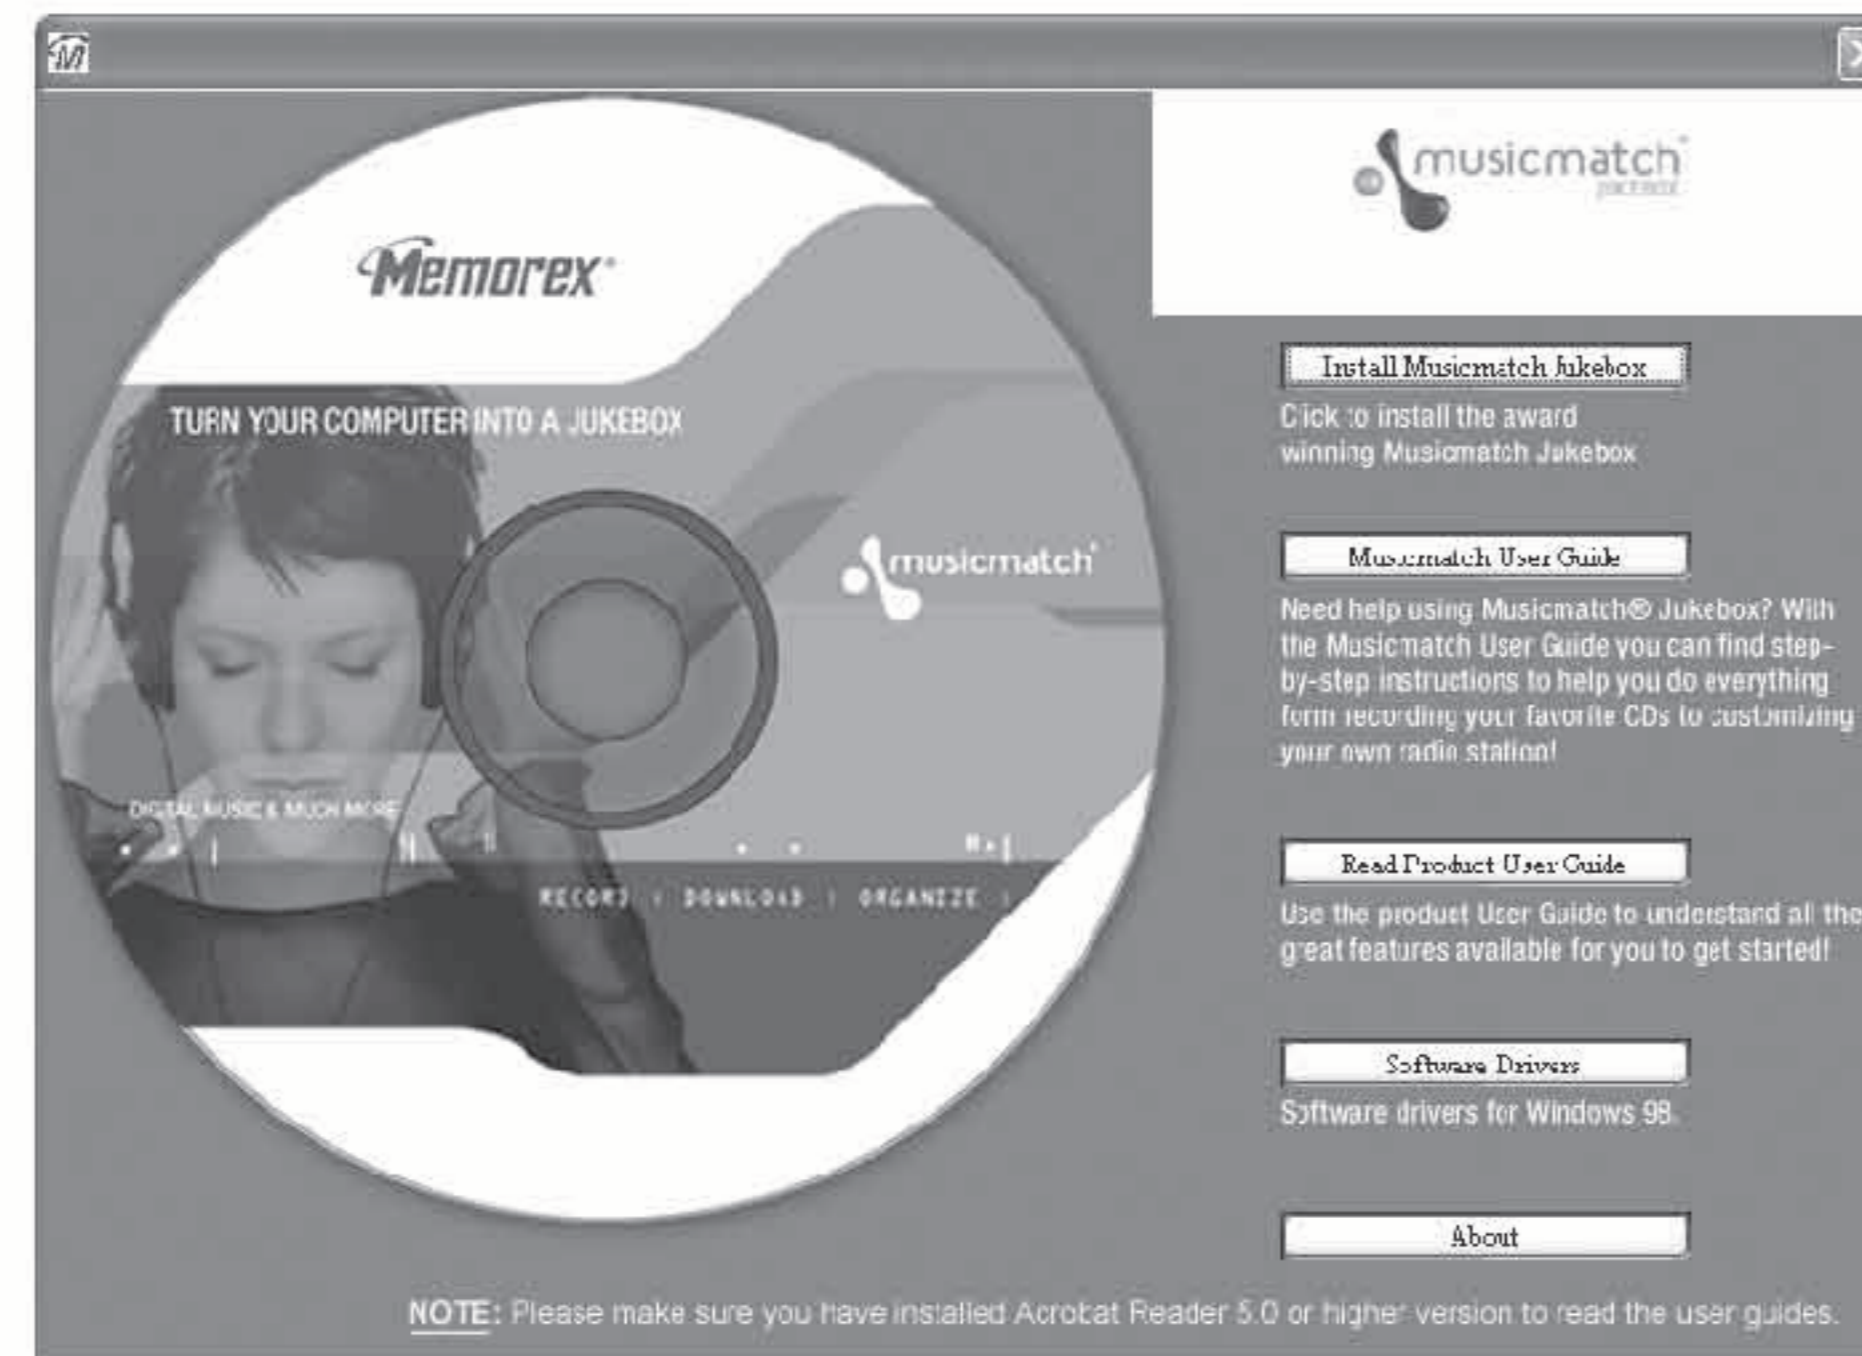 Memorex®
TURN YOUR COMPUTER INTO A JUKEBOX
musicmatch®
DIGITAL MUSIC & MUCH MORE
RECORD | DOWNLOAD | ORGANIZE |
musicmatch®
Install Musicmatch Jukebox
Click to install the award
winning Musicmatch Jukebox
Musicmatch User Guide
Need help using Musicmatch® Jukebox? With
the Musicmatch User Guide you can find step-
by-step instructions to help you do everything
form recording your favorite CDs to customizing
your own radio station!
Read Product User Guide
Use the product User Guide to understand all the
great features available for you to get started!
Software Drivers
Software drivers for Windows 98.
About
NOTE: Please make sure you have installed Acrobat Reader 5.0 or higher version to read the user guides.